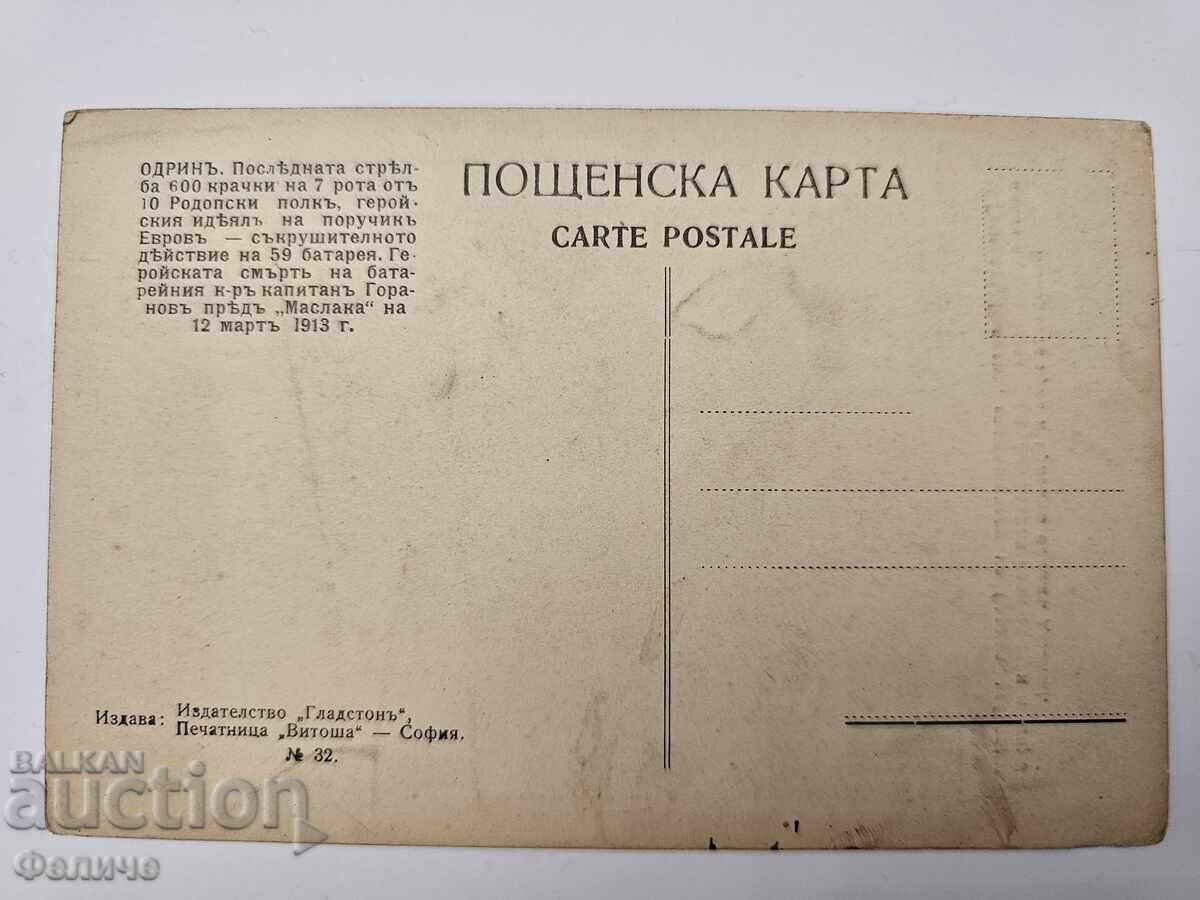 ОДРИНЪ. Послѣдната стрѣл-
ба 600 крачки на 7 рота отъ
10 Родопски полкъ, герой-
ския идѣялъ на поручикъ
Евровъ — съкрушителното
дѣйствие на 59 батарея. Ге-
ройската смърть на бата-
рейния к-ръ капитанъ Гора-
новъ прѣдъ „Маслака“ на
12 мартъ 1913 г.
ПОЩЕНСКА КАРТА
CARTE POSTALE
Издава: Издателство „Гладстонъ“,
Печатница „Витоша“ — София.
№ 32.
BALKAN
auction
Феличе